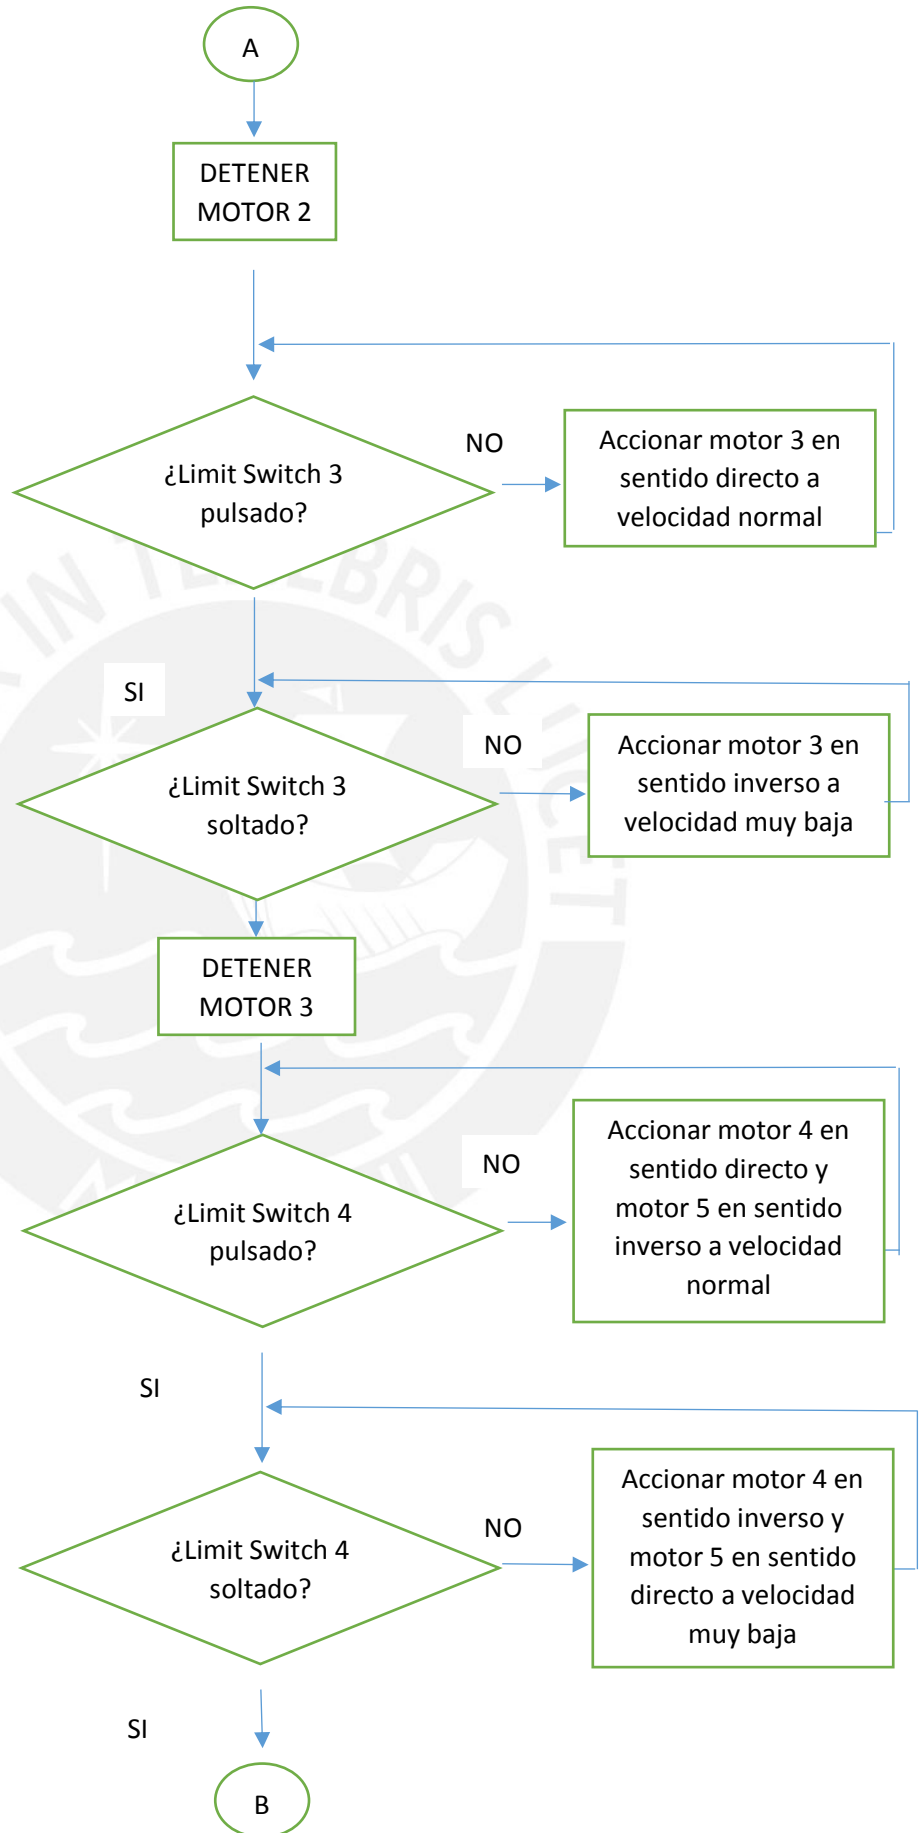 A
DETENER
MOTOR 2
¿Limit Switch 3
pulsado?
NO
Accionar motor 3 en
sentido directo a
velocidad normal
SI
¿Limit Switch 3
soltado?
NO
Accionar motor 3 en
sentido inverso a
velocidad muy baja
DETENER
MOTOR 3
¿Limit Switch 4
pulsado?
NO
Accionar motor 4 en
sentido directo y
motor 5 en sentido
inverso a velocidad
normal
SI
¿Limit Switch 4
soltado?
NO
Accionar motor 4 en
sentido inverso y
motor 5 en sentido
directo a velocidad
muy baja
SI
B